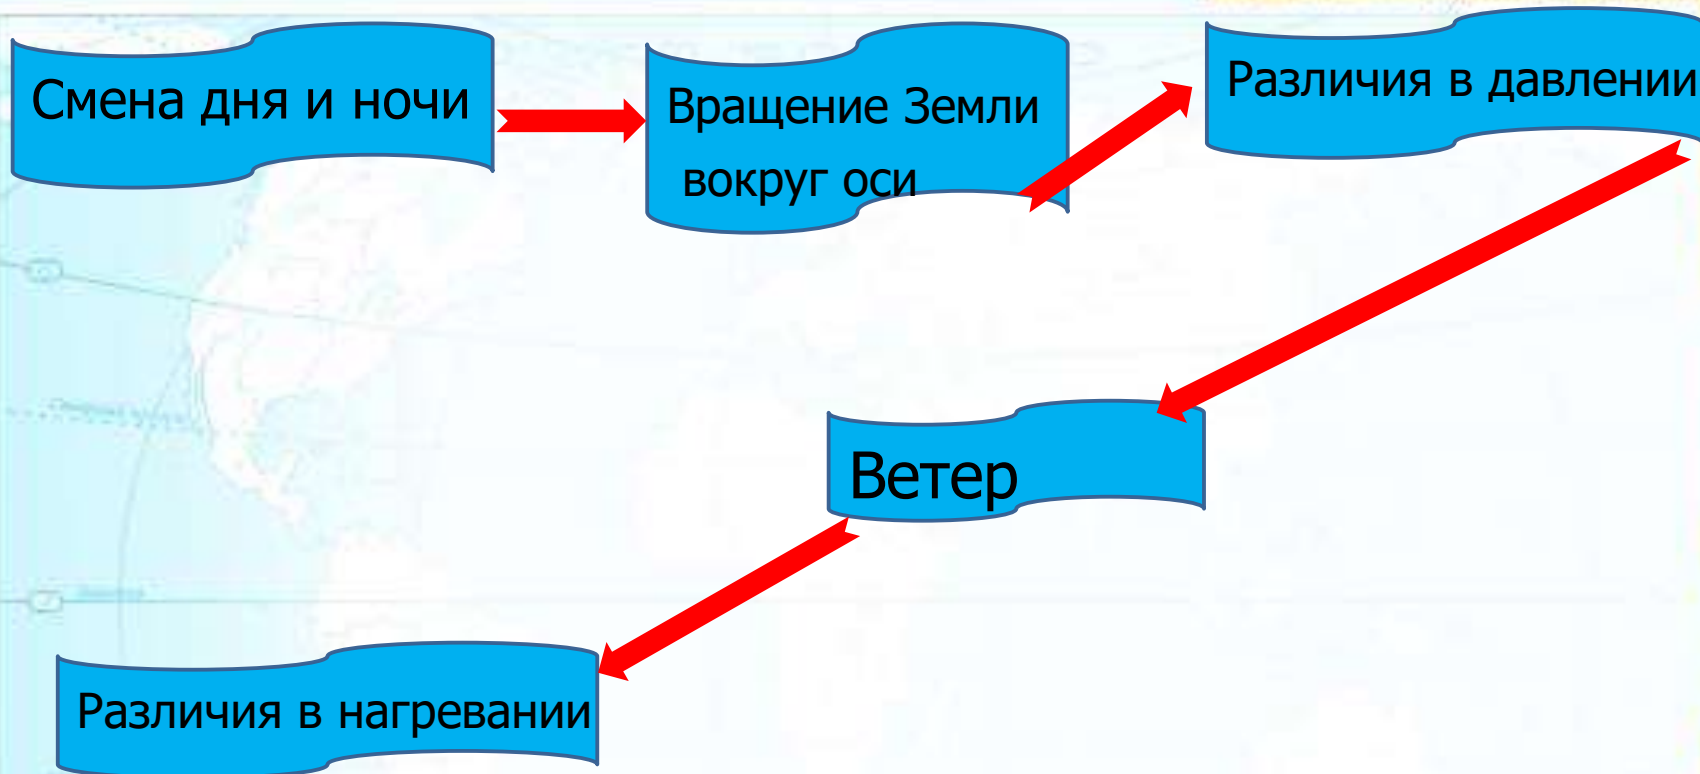 Смена дня и ночи
Вращение Земли
вокруг оси
Различия в давлении
Ветер
Различия в нагревании